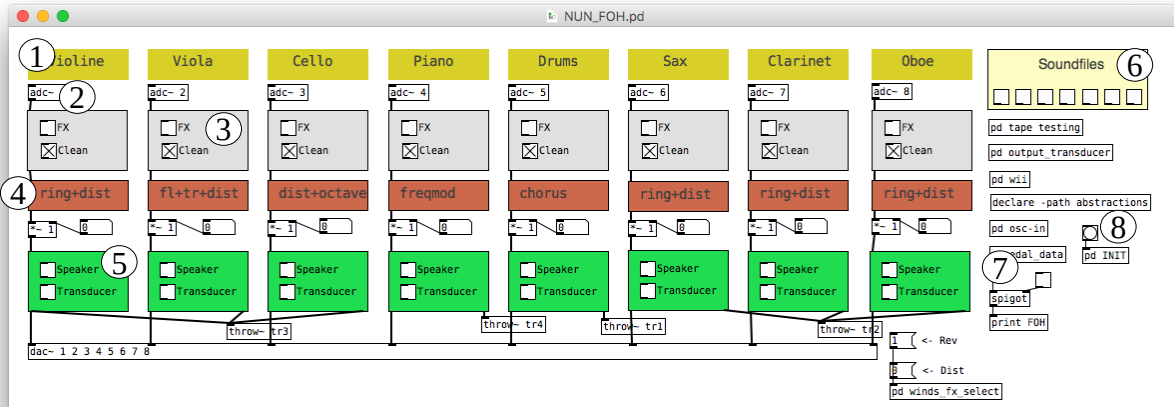 NUN_FOH.pd
1 ioline Viola Cello Piano Drums Sax Clarinet Oboe Soundfiles 6
adc~ 2 adc~ 2 adc~ 3 adc~ 4 adc~ 5 adc~ 6 adc~ 7 adc~ 8
FX FX 3 FX FX FX FX FX FX pd tape testing
Clean Clean Clean Clean Clean Clean Clean Clean pd output_transducer
pd wii
4 ring+dist fl+tr+dist dist+octave freqmod chorus ring+dist ring+dist ring+dist declare -path abstractions
*~ 1 0 *~ 1 0 *~ 1 0 *~ 1 0 *~ 1 0 *~ 1 0 *~ 1 0 *~ 1 0 pd osc-in 8
dal_data pd INIT
Speaker 5 Speaker Speaker Speaker Speaker Speaker Speaker Speaker 7
Transducer Transducer Transducer Transducer Transducer Transducer Transducer Transducer spigot
throw~ tr3 throw~ tr4 throw~ tr1 throw~ tr2 print FOH
1 <- Rev
dac~ 1 2 3 4 5 6 7 8
<- Dist
pd winds_fx_select